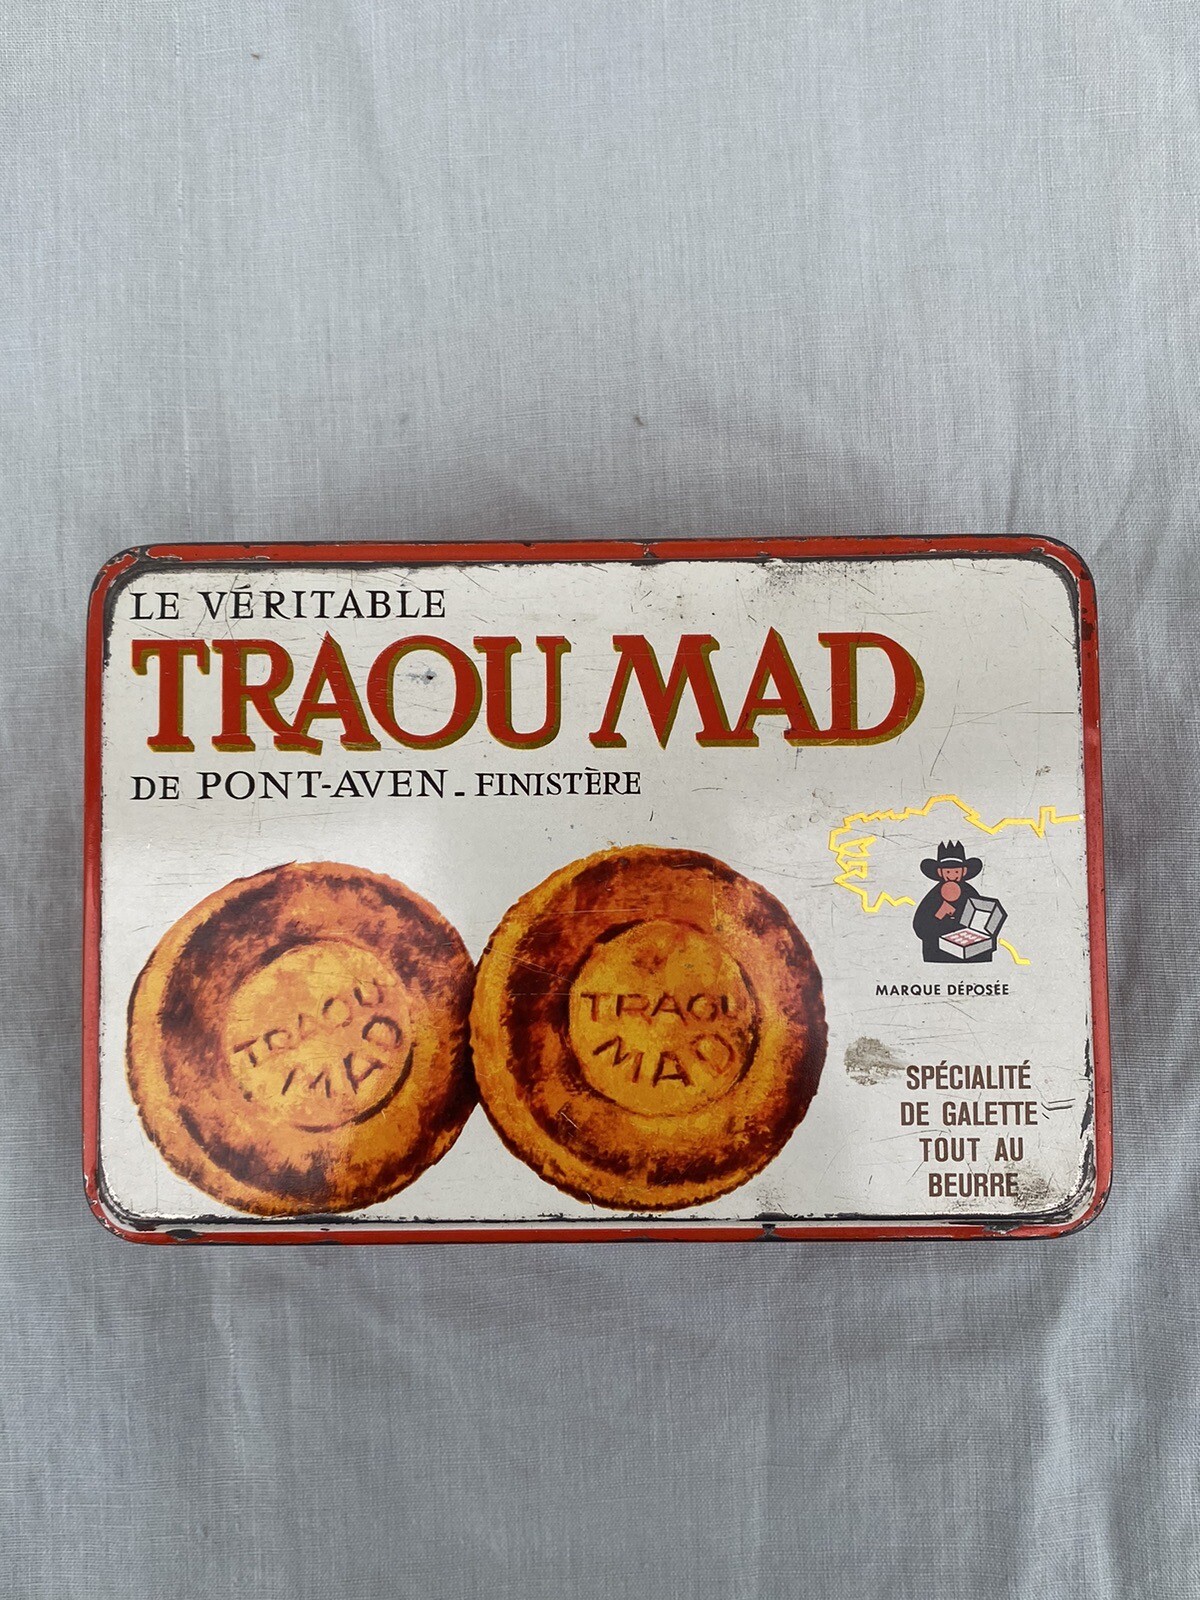 LE VÉRITABLE
TRAOU MAD
DE PONT-AVEN - FINISTÈRE
TRAOU
MAD
TRAOU
MAD
MARQUE DÉPOSÉE
SPÉCIALITÉ
DE GALETTE
TOUT AU
BEURRE